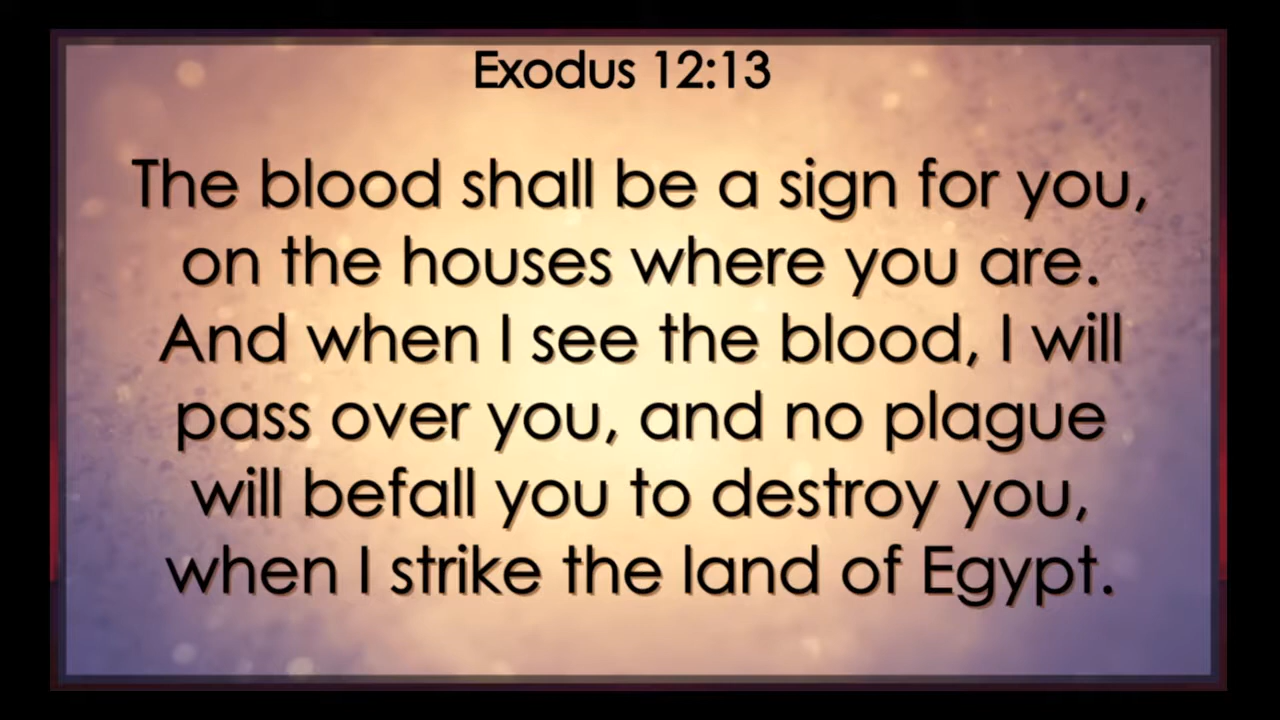 Exodus 12:13
The blood shall be a sign for you,
on the houses where you are.
And when I see the blood, I will
pass over you, and no plague
will befall you to destroy you,
when I strike the land of Egypt.